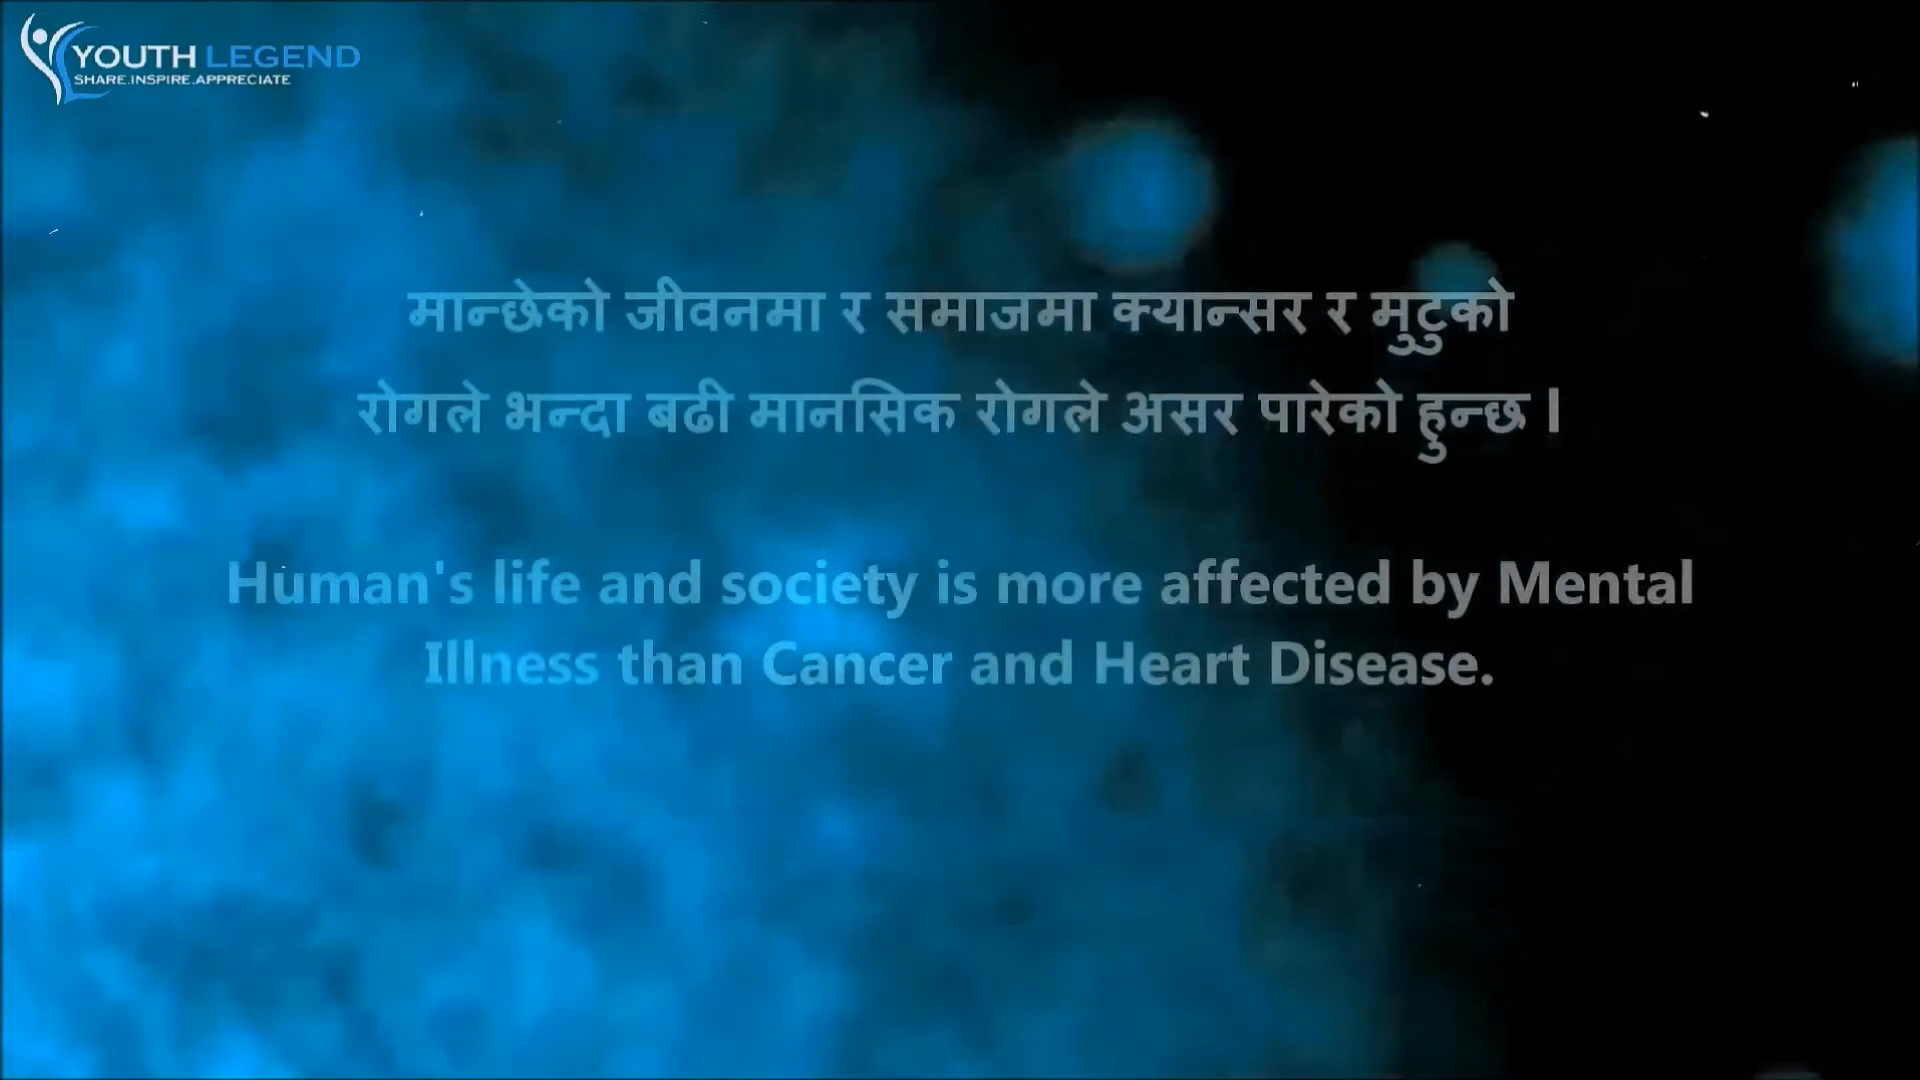 YOUTH LEGEND
SHARE.INSPIRE.APPRECIATE
मान्छेको जीवनमा र समाजमा क्यान्सर र मुटुको
रोगले भन्दा बढी मानसिक रोगले असर पारेको हुन्छ ।
Human's life and society is more affected by Mental
Illness than Cancer and Heart Disease.